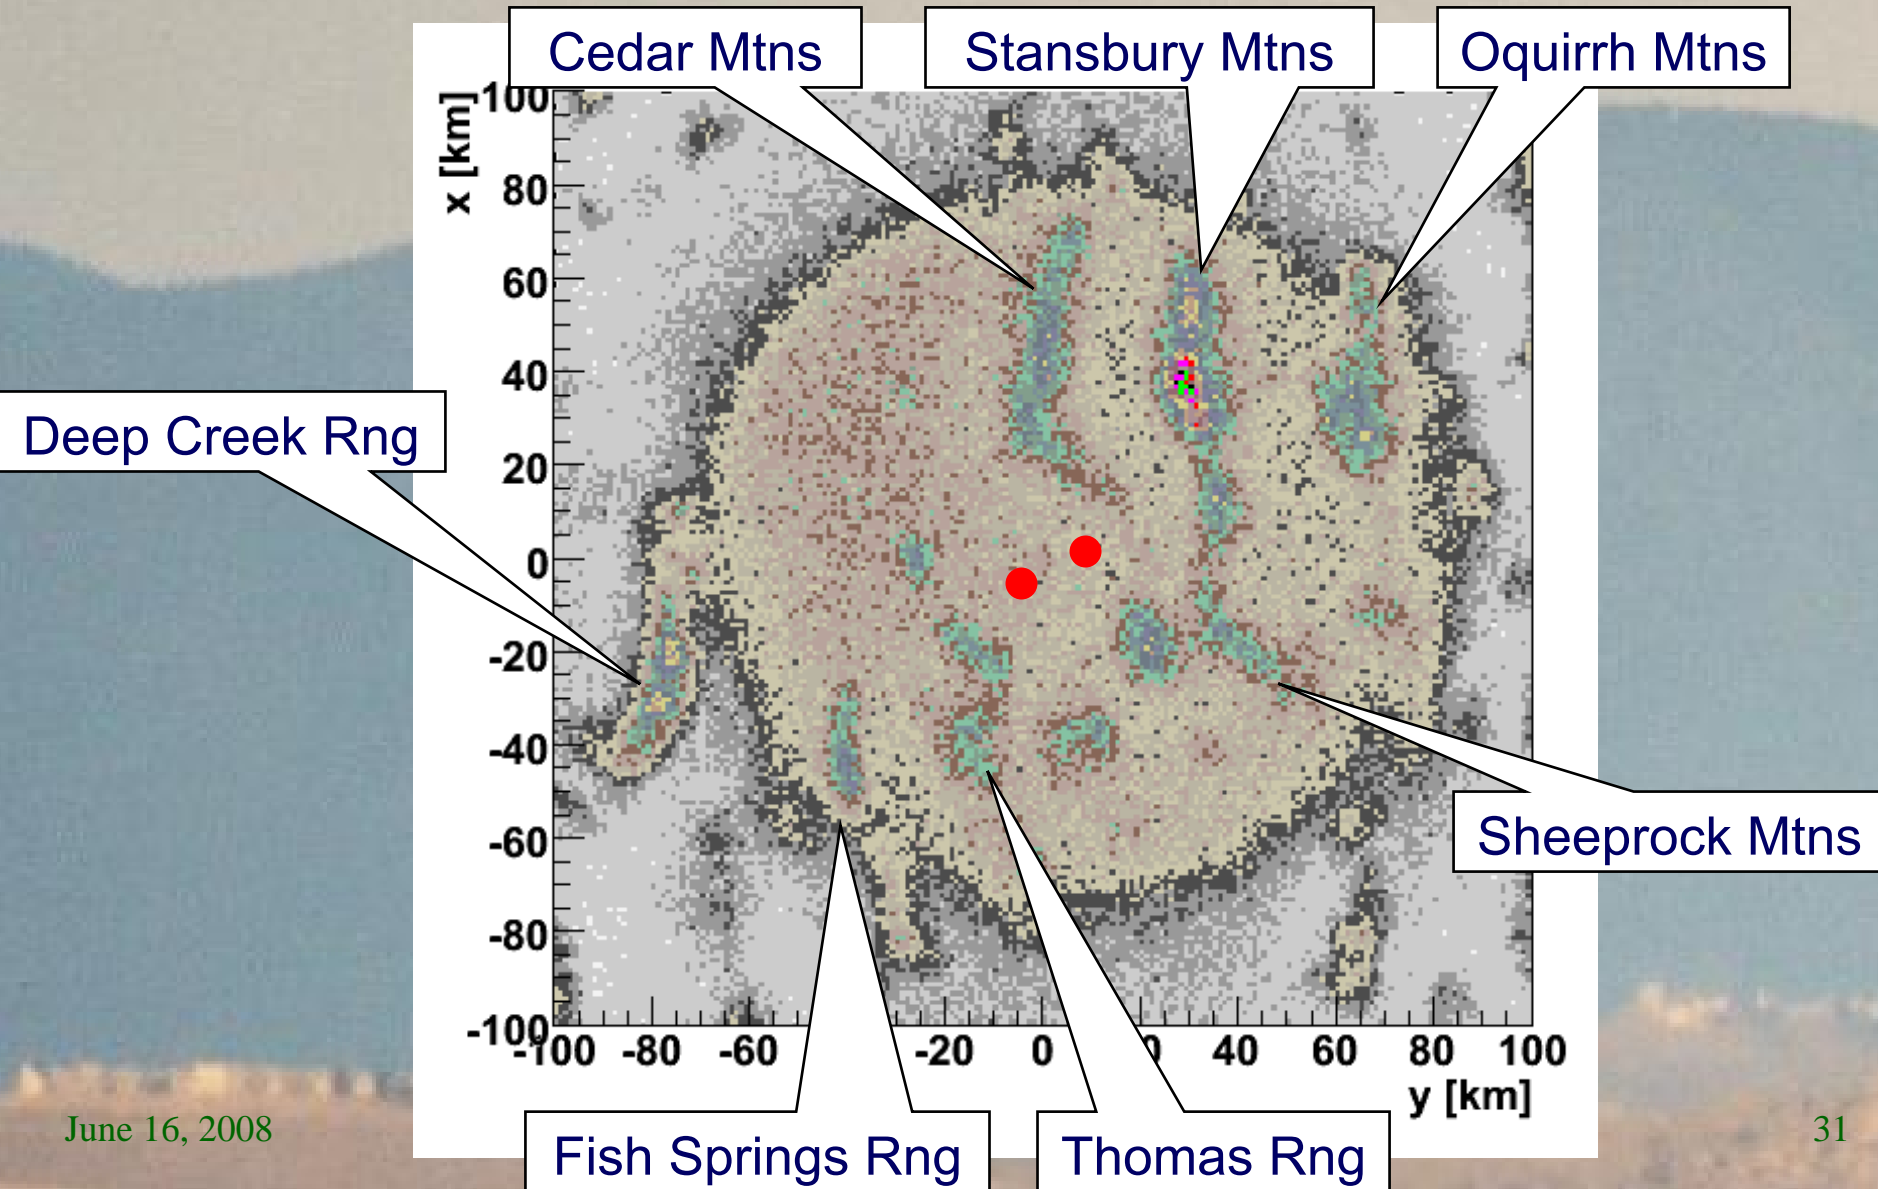 Cedar Mtns
Stansbury Mtns
Oquirrh Mtns
x [km]
100
80
60
40
20
0
-20
-40
-60
-80
-100
Deep Creek Rng
Sheeprock Mtns
-100 -80 -60 -20 0 40 60 80 100
y [km]
Fish Springs Rng
Thomas Rng
June 16, 2008
31